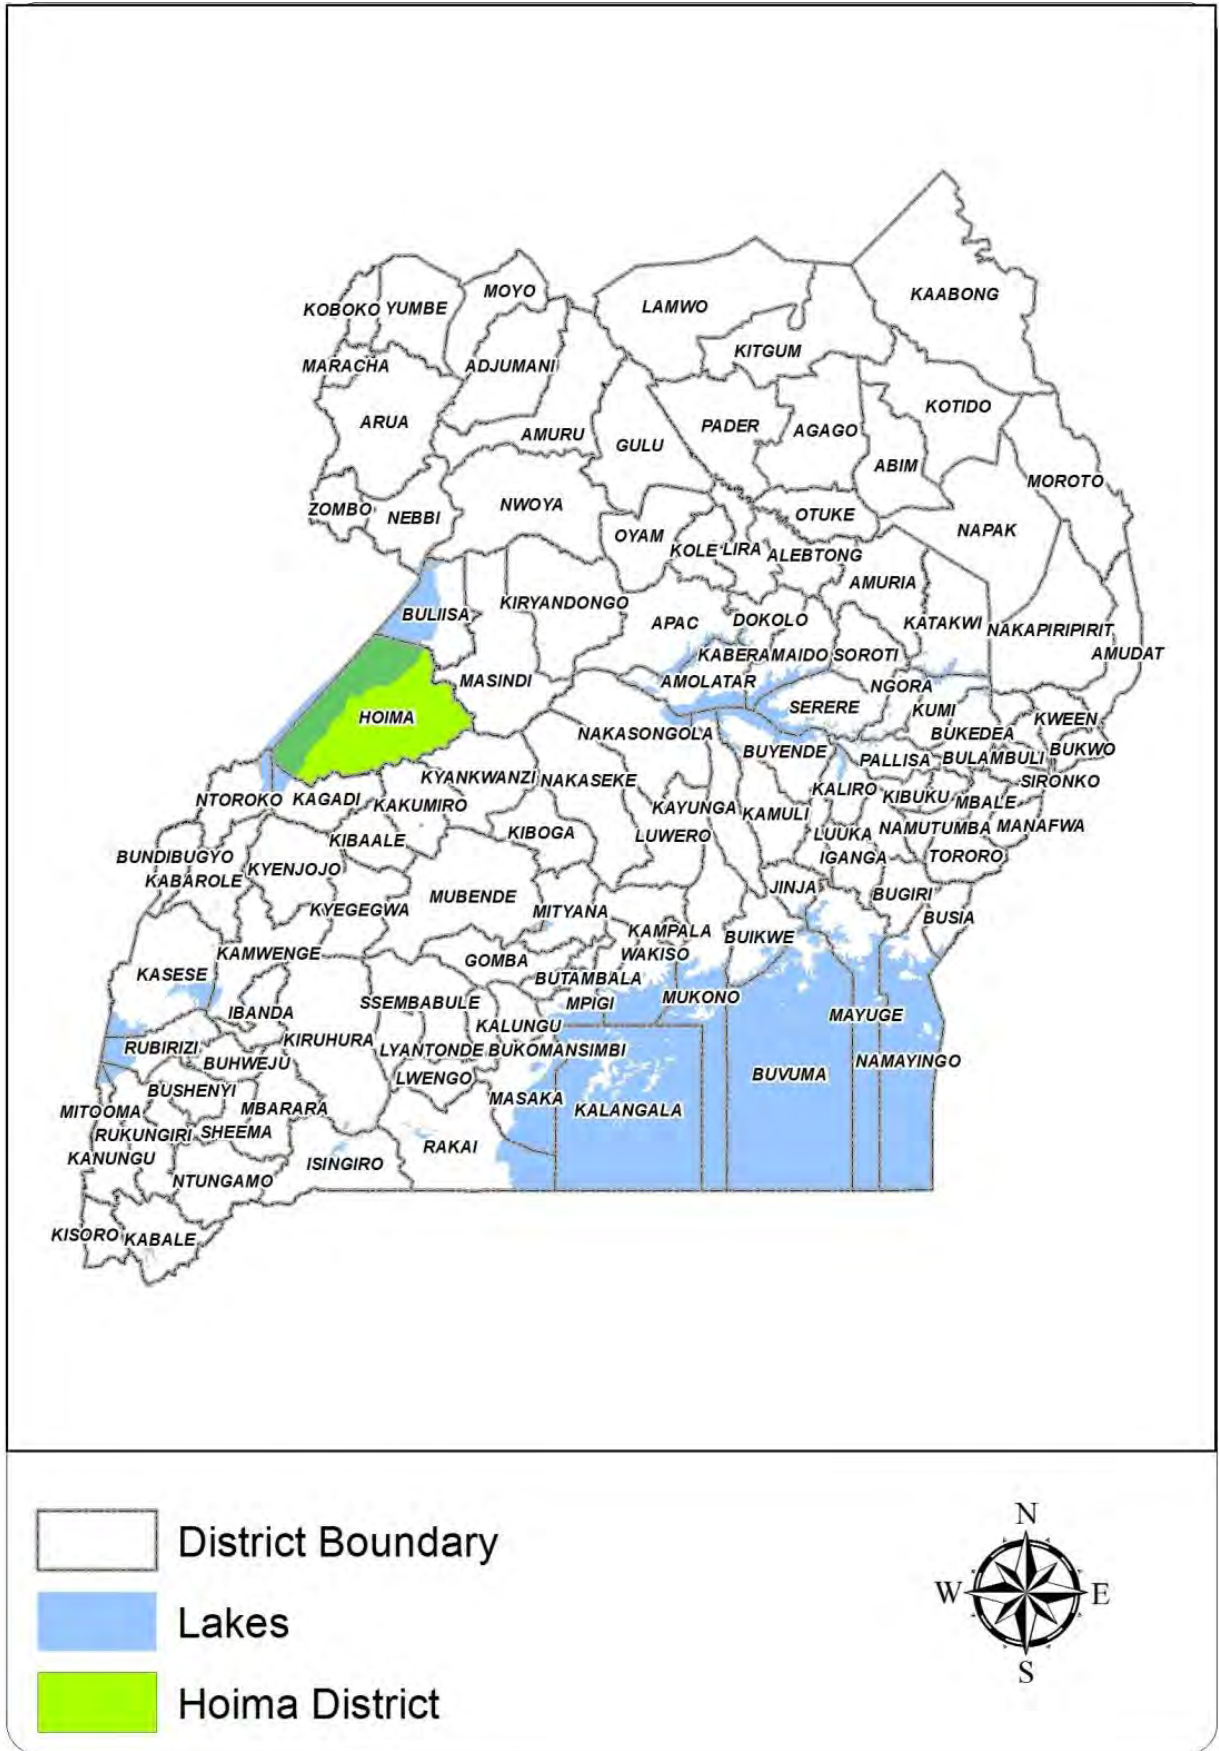 KAABONG
MOYO
KOBOKO
YUMBE
LAMWO
KITGUM
MARACHA
ADJUMANI
KOTIDO
ARUA
PADER
AGAGO
AMURU
GULU
ABIM
MOROTO
ZOMBO
NEBBI
NWOYA
OTUKE
NAPAK
OYAM
KOLE
LIRA
ALEBTONG
AMURIA
KIRYANDONGO
BULIISA
APAC
DOKOLO
KATAKWI
NAKAPIRIPIRIT
KABERAMAIDO
SOROTI
AMUDAT
MASINDI
AMOLATAR
NGORA
HOIMA
SERERE
KUMI
KWEEN
NAKASONGOLA
BUKEDEA
BUYENDE
PALLISA
BULAMBULI
BUKWO
KYANKWANZI
NAKASEKE
SIRONKO
NTOROKO
KAGADI
KAKUMIRO
KAYUNGA
KAMULI
KALIRO
KIBUKU
MBALE
KIBAALE
KIBOGA
LUWERO
LUUKA
NAMUTUMBA
MANAFWA
BUNDIBUGYO
KYENJOJO
IGANGA
TORORO
KABAROLE
MUBENDE
JINJA
BUGIRI
KYEGEGWA
MITYANA
BUSIA
KAMPALA
BUIKWE
KAMWENGE
GOMBA
WAKISO
KASESE
BUTAMBALA
SSEMBABULE
MPIGI
MUKONO
IBANDA
KALUNGU
MAYUGE
KIRUHURA
RUBIRIZI
LYANTONDE
BUKOMANSIMBI
BUHWEJU
NAMAYINGO
LWENGO
BUVUMA
BUSHENYI
MASAKA
MITOOMA
MBARARA
KALANGALA
RUKUNGIRI
SHEEMA
RAKAI
KANUNGU
ISINGIRO
NTUNGAMO
KISORO
KABALE
District Boundary
Lakes
Hoima District
N
W
E
S